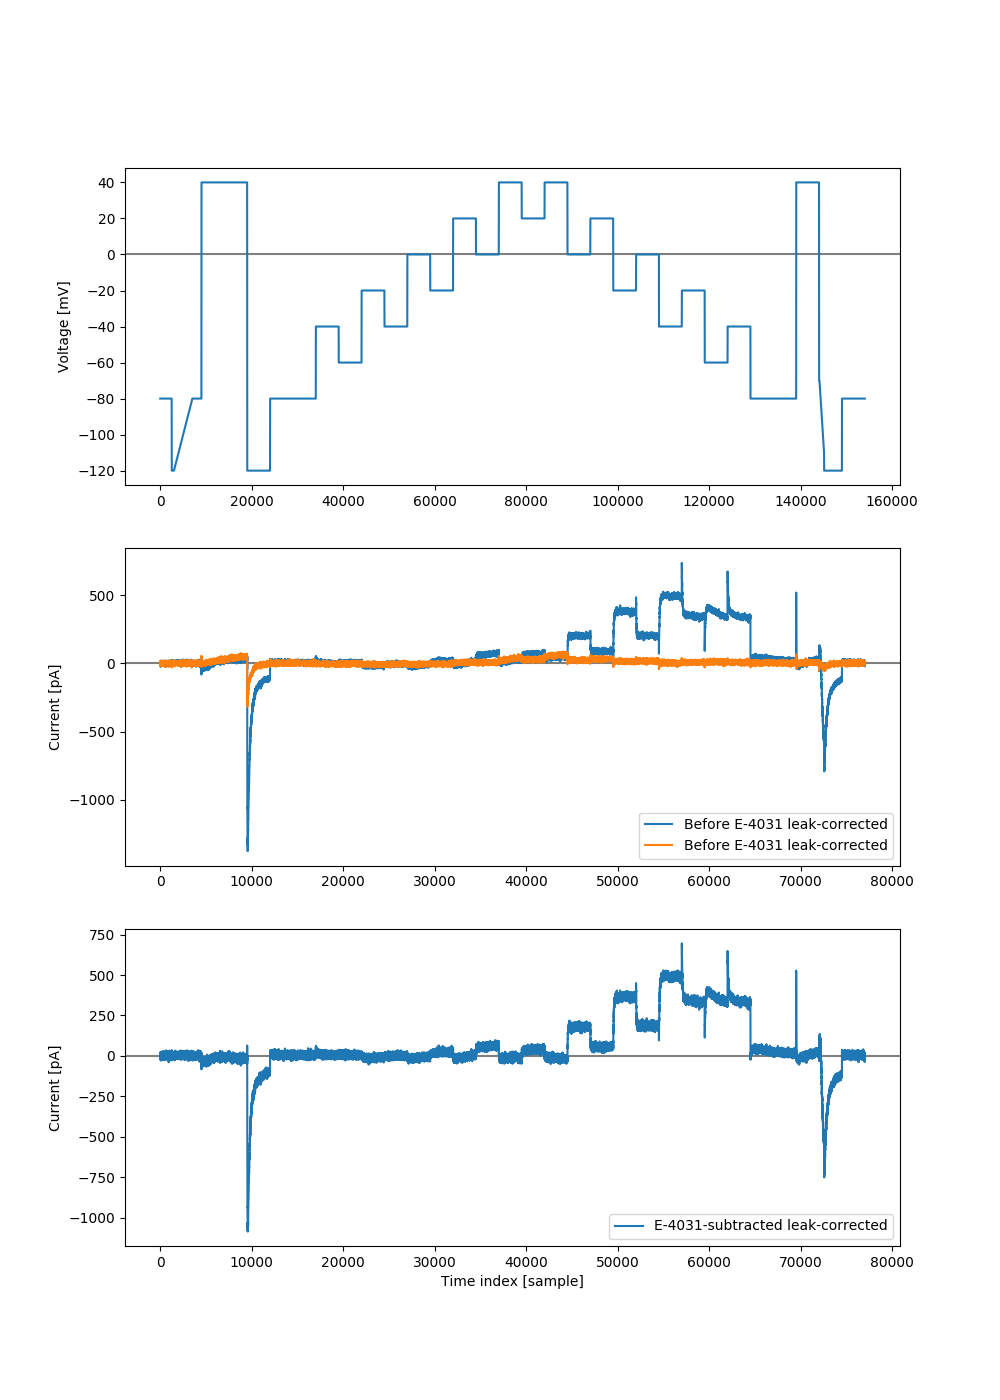 40
20
0
−20
−40
−60
−80
−100
−120
Voltage [mV]
0 20000 40000 60000 80000 100000 120000 140000 160000
500
0
−500
−1000
Current [pA]
Before E-4031 leak-corrected
Before E-4031 leak-corrected
0 10000 20000 30000 40000 50000 60000 70000 80000
750
500
250
0
−250
−500
−750
−1000
Current [pA]
E-4031-subtracted leak-corrected
0 10000 20000 30000 40000 50000 60000 70000 80000
Time index [sample]